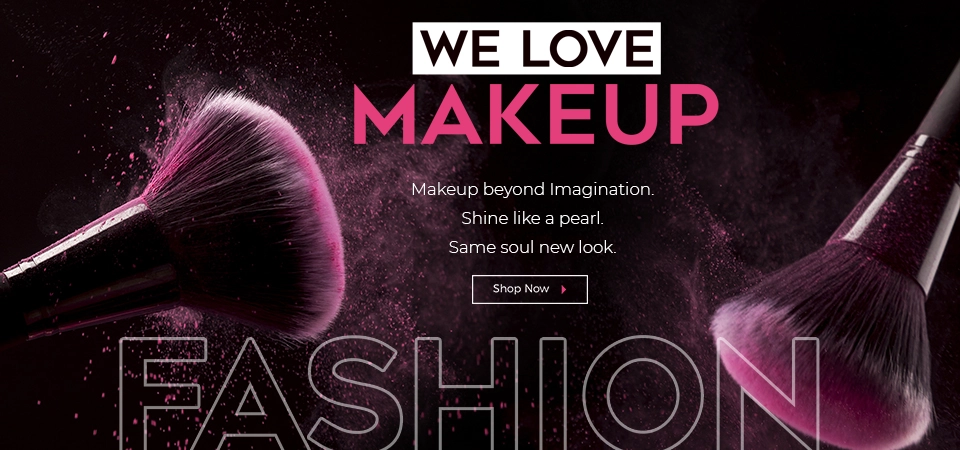 WE LOVE
MAKEUP
Makeup beyond Imagination.
Shine like a pearl.
Same soul new look.
Shop Now
FASHION